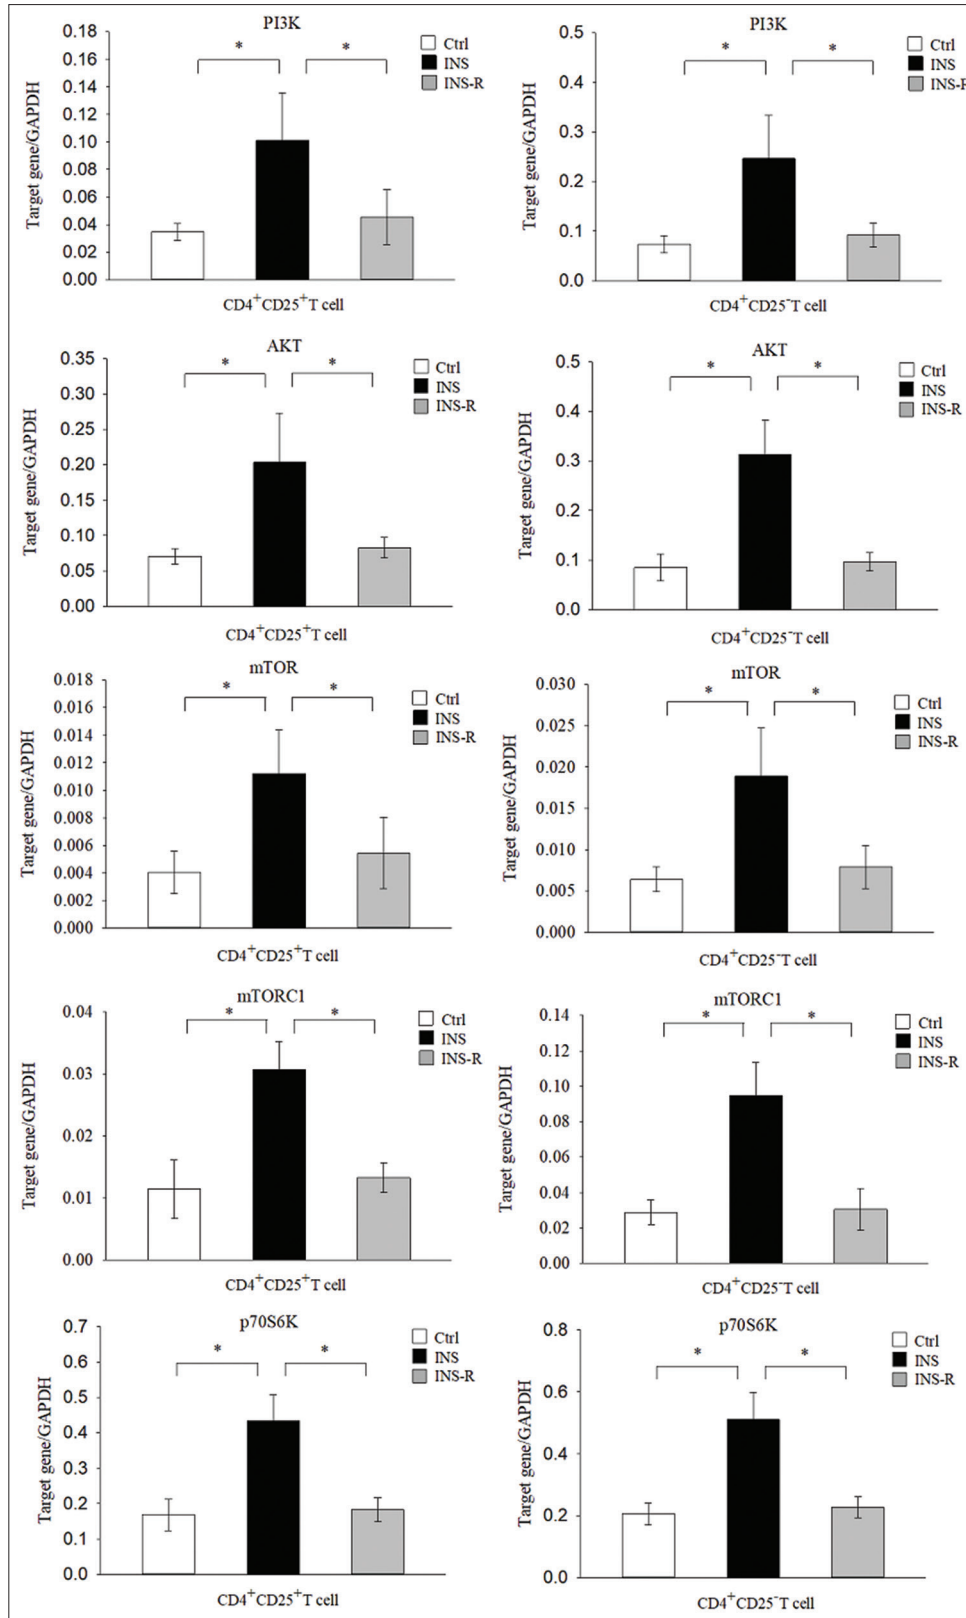 PI3K
Target gene/GAPDH
0.18
0.16
0.14
0.12
0.10
0.08
0.06
0.04
0.02
0.00
* *
Ctrl
INS
INS-R
CD4+CD25+T cell
PI3K
Target gene/GAPDH
0.5
0.4
0.3
0.2
0.1
0.0
* *
Ctrl
INS
INS-R
CD4+CD25-T cell
AKT
Target gene/GAPDH
0.35
0.30
0.25
0.20
0.15
0.10
0.05
0.00
* *
Ctrl
INS
INS-R
CD4+CD25+T cell
AKT
Target gene/GAPDH
0.5
0.4
0.3
0.2
0.1
0.0
* *
Ctrl
INS
INS-R
CD4+CD25-T cell
mTOR
Target gene/GAPDH
0.018
0.016
0.014
0.012
0.010
0.008
0.006
0.004
0.002
0.000
* *
Ctrl
INS
INS-R
CD4+CD25+T cell
mTOR
Target gene/GAPDH
0.030
0.025
0.020
0.015
0.010
0.005
0.000
* *
Ctrl
INS
INS-R
CD4+CD25-T cell
mTORC1
Target gene/GAPDH
0.04
0.03
0.02
0.01
0.00
* *
Ctrl
INS
INS-R
CD4+CD25+T cell
mTORC1
Target gene/GAPDH
0.14
0.12
0.10
0.08
0.06
0.04
0.02
0.00
* *
Ctrl
INS
INS-R
CD4+CD25-T cell
p70S6K
Target gene/GAPDH
0.7
0.6
0.5
0.4
0.3
0.2
0.1
0.0
* *
Ctrl
INS
INS-R
CD4+CD25+T cell
p70S6K
Target gene/GAPDH
0.8
0.6
0.4
0.2
0.0
* *
Ctrl
INS
INS-R
CD4+CD25-T cell